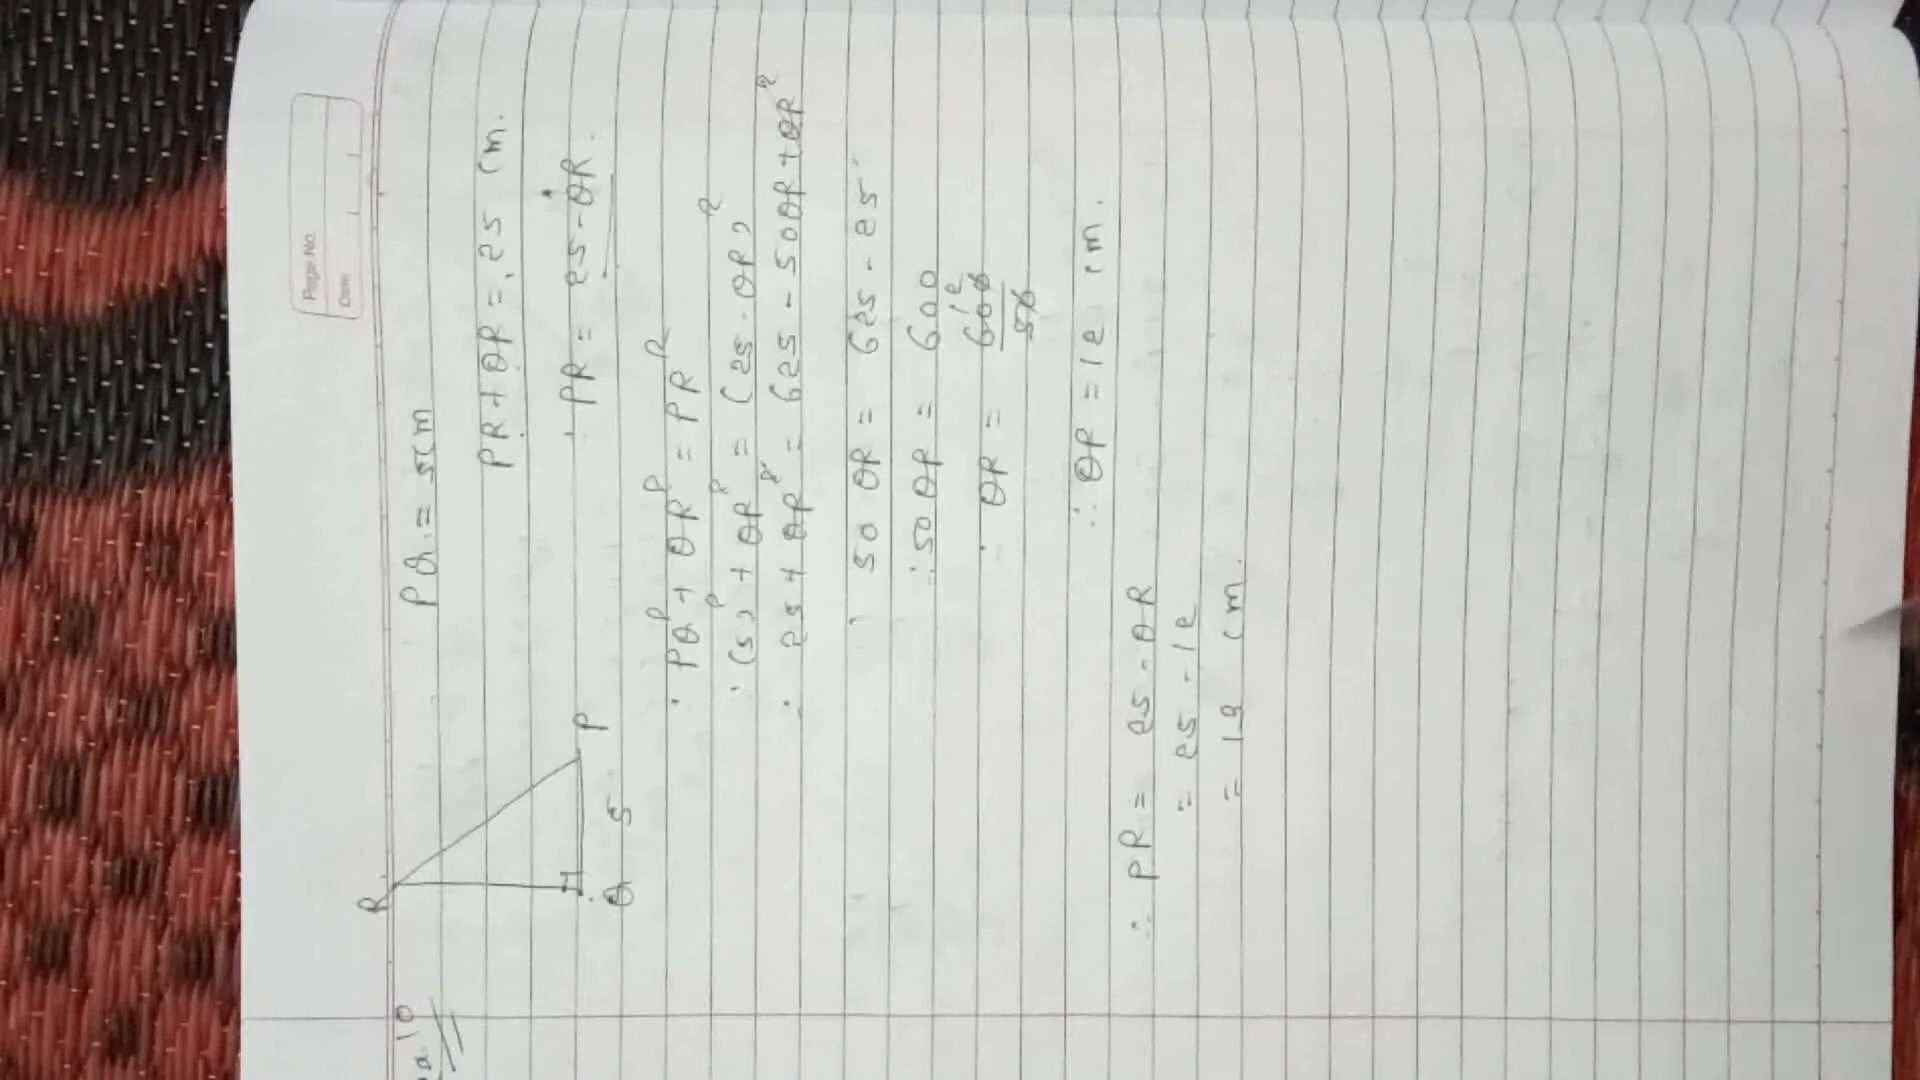 Page No.
Date
R
P
Q
5
PQ = 5cm
PR + QR = 25 cm.
PR = 25 - QR.
∴ PQ² + QR² = PR²
∴ (5)² + QR² = (25 - QR)²
∴ 25 + QR² = 625 - 50QR + QR²
50 QR = 625 - 25
∴ 50 QR = 600
∴ QR = 600/50 12
∴ QR = 12 cm.
∴ PR = 25 - QR
= 25 - 12
= 13 cm.